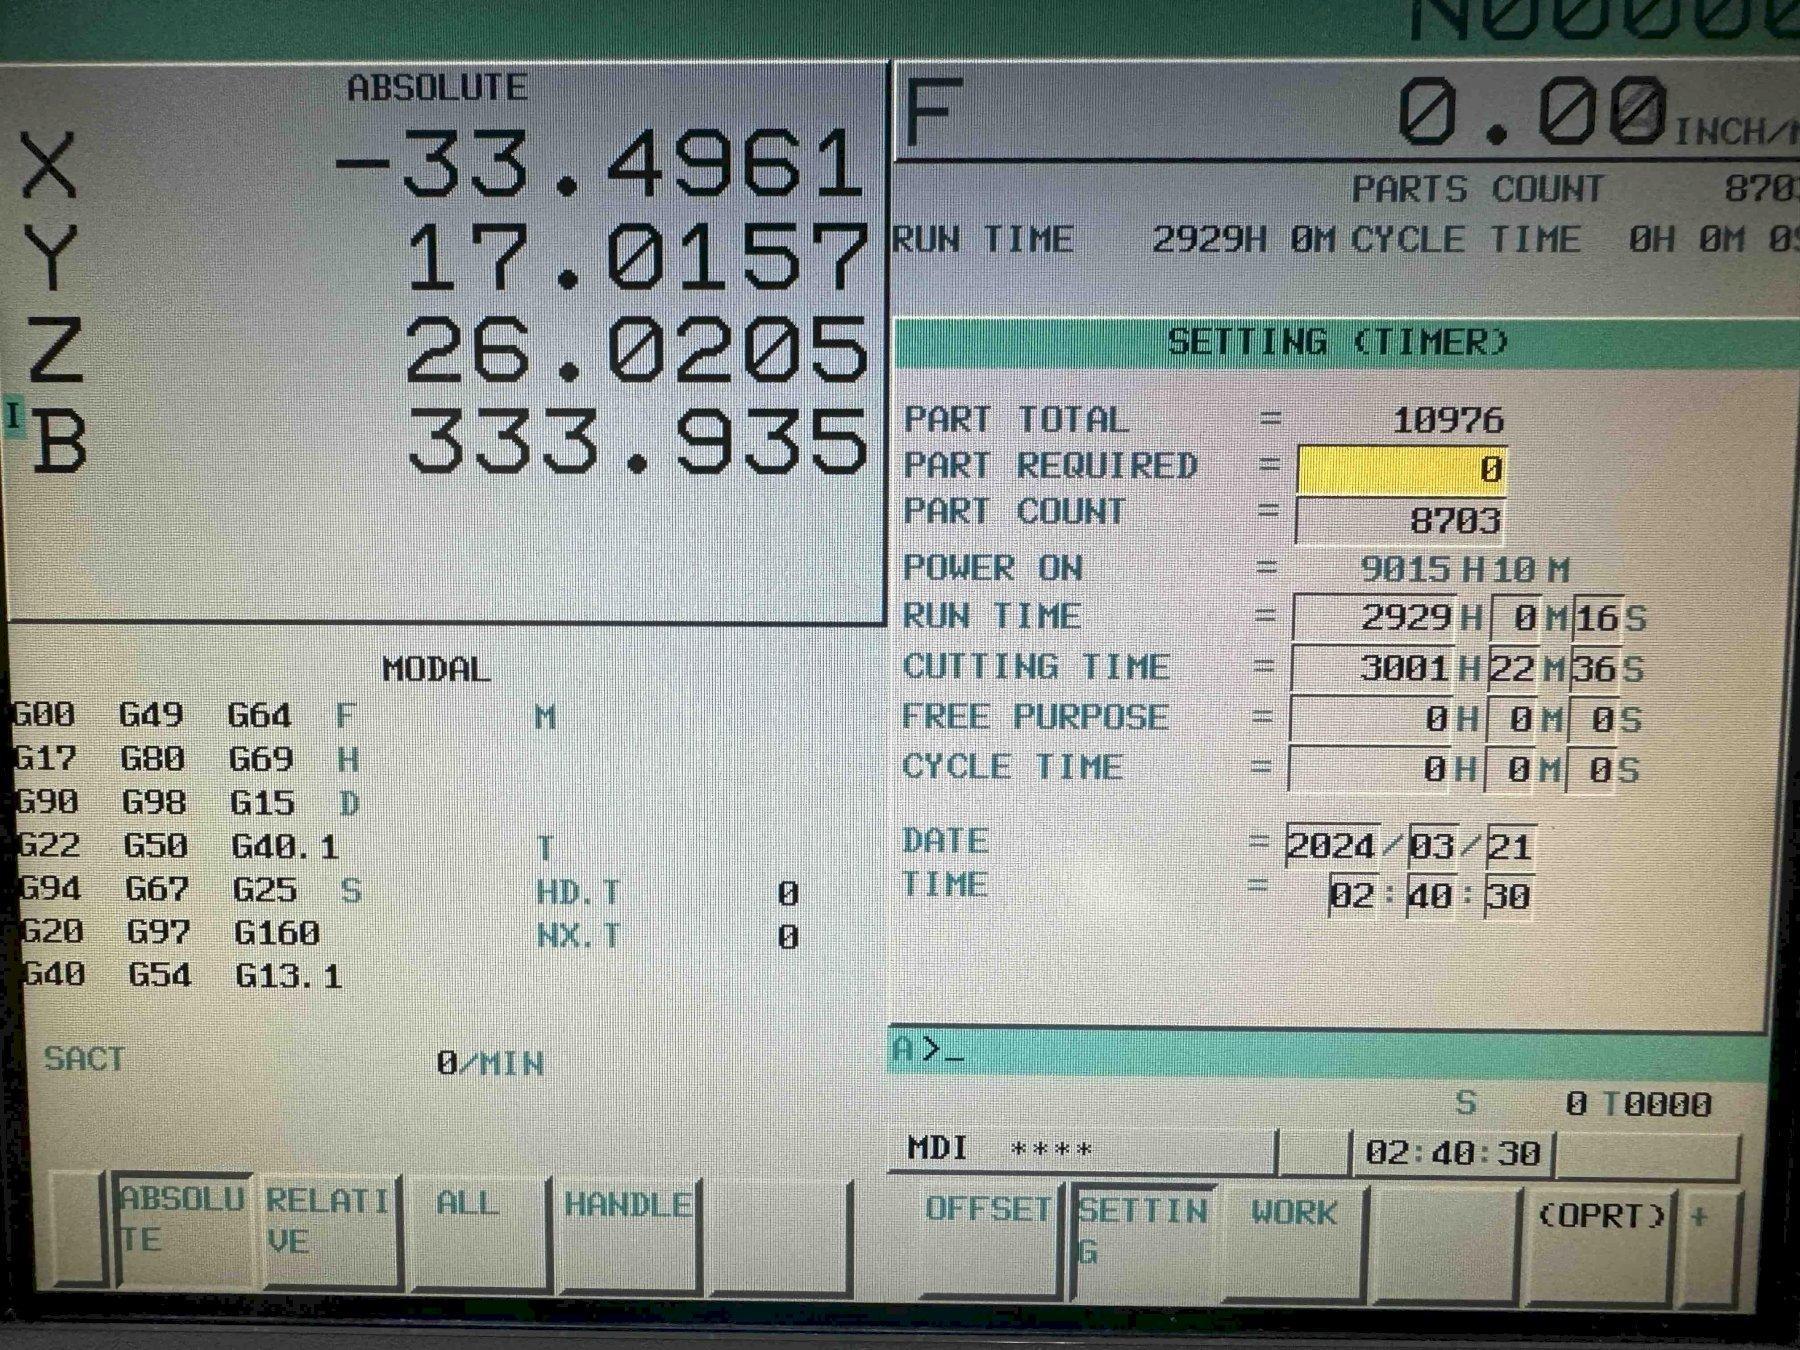 ABSOLUTE
X -33.4961
Y 17.0157
Z 26.0205
I B 333.935
F 0.00 INCH/
PARTS COUNT 870
RUN TIME 2929H 0M CYCLE TIME 0H 0M 0S
SETTING (TIMER)
PART TOTAL = 10976
PART REQUIRED = 0
PART COUNT = 8703
POWER ON = 9015 H 10 M
RUN TIME = 2929 H 0 M 16 S
CUTTING TIME = 3001 H 22 M 36 S
FREE PURPOSE = 0 H 0 M 0 S
CYCLE TIME = 0 H 0 M 0 S
DATE = 2024/03/21
TIME = 02:40:30
MODAL
G00 G49 G64 F M
G17 G80 G69 H
G90 G98 G15 D
G22 G50 G40.1 T
G94 G67 G25 S HD.T 0
G20 G97 G160 NX.T 0
G40 G54 G13.1
SACT 0/MIN
A>_
S 0 T0000
MDI **** 02:40:30
ABSOLU
TE
RELATI
VE
ALL
HANDLE
OFFSET
SETTIN
G
WORK
(OPRT)
+